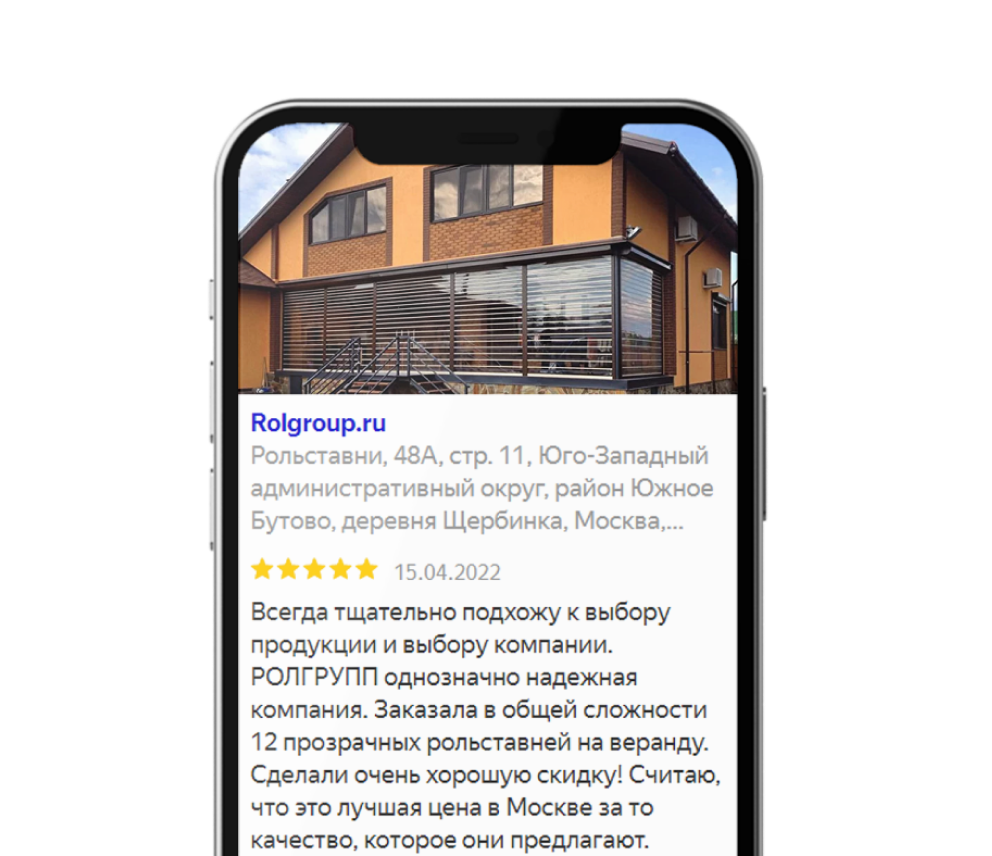 Rolgroup.ru
Рольставни, 48А, стр. 11, Юго-Западный
административный округ, район Южное
Бутово, деревня Щербинка, Москва,...
15.04.2022
Всегда тщательно подхожу к выбору
продукции и выбору компании.
РОЛГРУПП однозначно надежная
компания. Заказала в общей сложности
12 прозрачных рольставней на веранду.
Сделали очень хорошую скидку! Считаю,
что это лучшая цена в Москве за то
качество, которое они предлагают.